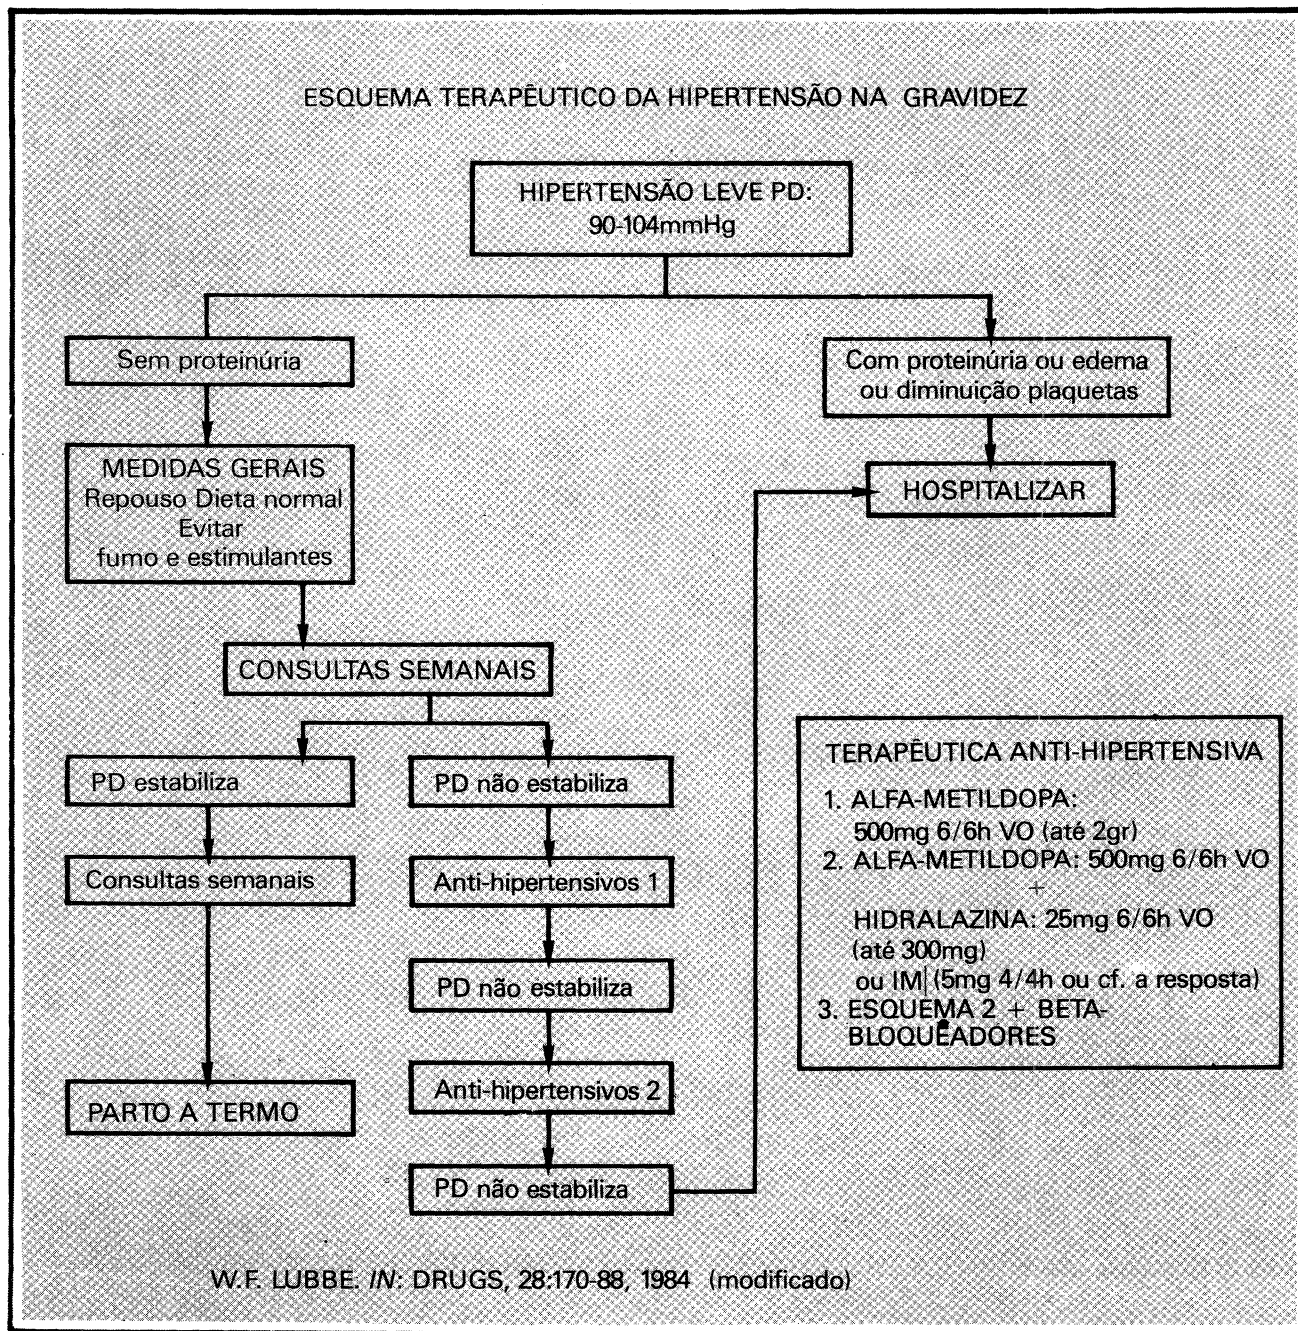 ESQUEMA TERAPÊUTICO DA HIPERTENSÃO NA GRAVIDEZ
HIPERTENSÃO LEVE PD:
90-104mmHg
Sem proteinúria
Com proteinúria ou edema
ou diminuição plaquetas
MEDIDAS GERAIS
Repouso Dieta normal
Evitar
fumo e estimulantes
HOSPITALIZAR
CONSULTAS SEMANAIS
PD estabiliza
PD não estabiliza
Consultas semanais
Anti-hipertensivos 1
PD não estabiliza
Anti-hipertensivos 2
PARTO A TERMO
PD não estabiliza
TERAPÊUTICA ANTI-HIPERTENSIVA
1. ALFA-METILDOPA:
500mg 6/6h VO (até 2gr)
2. ALFA-METILDOPA: 500mg 6/6h VO
+
HIDRALAZINA: 25mg 6/6h VO
(até 300mg)
ou IM (5mg 4/4h ou cf. a resposta)
3. ESQUEMA 2 + BETA-
BLOQUEADORES
W.F. LUBBE. IN: DRUGS, 28:170-88, 1984 (modificado)